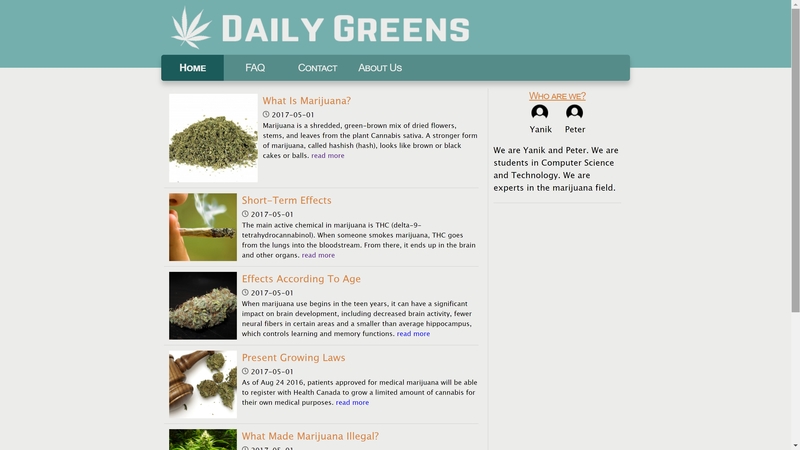 Daily Greens
Home FAQ Contact About Us
What Is Marijuana?
2017-05-01
Marijuana is a shredded, green-brown mix of dried flowers,
stems, and leaves from the plant Cannabis sativa. A stronger form
of marijuana, called hashish (hash), looks like brown or black
cakes or balls. read more
Short-Term Effects
2017-05-01
The main active chemical in marijuana is THC (delta-9-
tetrahydrocannabinol). When someone smokes marijuana, THC goes
from the lungs into the bloodstream. From there, it ends up in the brain
and other organs. read more
Effects According To Age
2017-05-01
When marijuana use begins in the teen years, it can have a significant
impact on brain development, including decreased brain activity, fewer
neural fibers in certain areas and a smaller than average hippocampus,
which controls learning and memory functions. read more
Present Growing Laws
2017-05-01
As of Aug 24 2016, patients approved for medical marijuana will be able
to register with Health Canada to grow a limited amount of cannabis for
their own medical purposes. read more
What Made Marijuana Illegal?
2017-05-01
Who are we?
Yanik Peter
We are Yanik and Peter. We are
students in Computer Science
and Technology. We are
experts in the marijuana field.